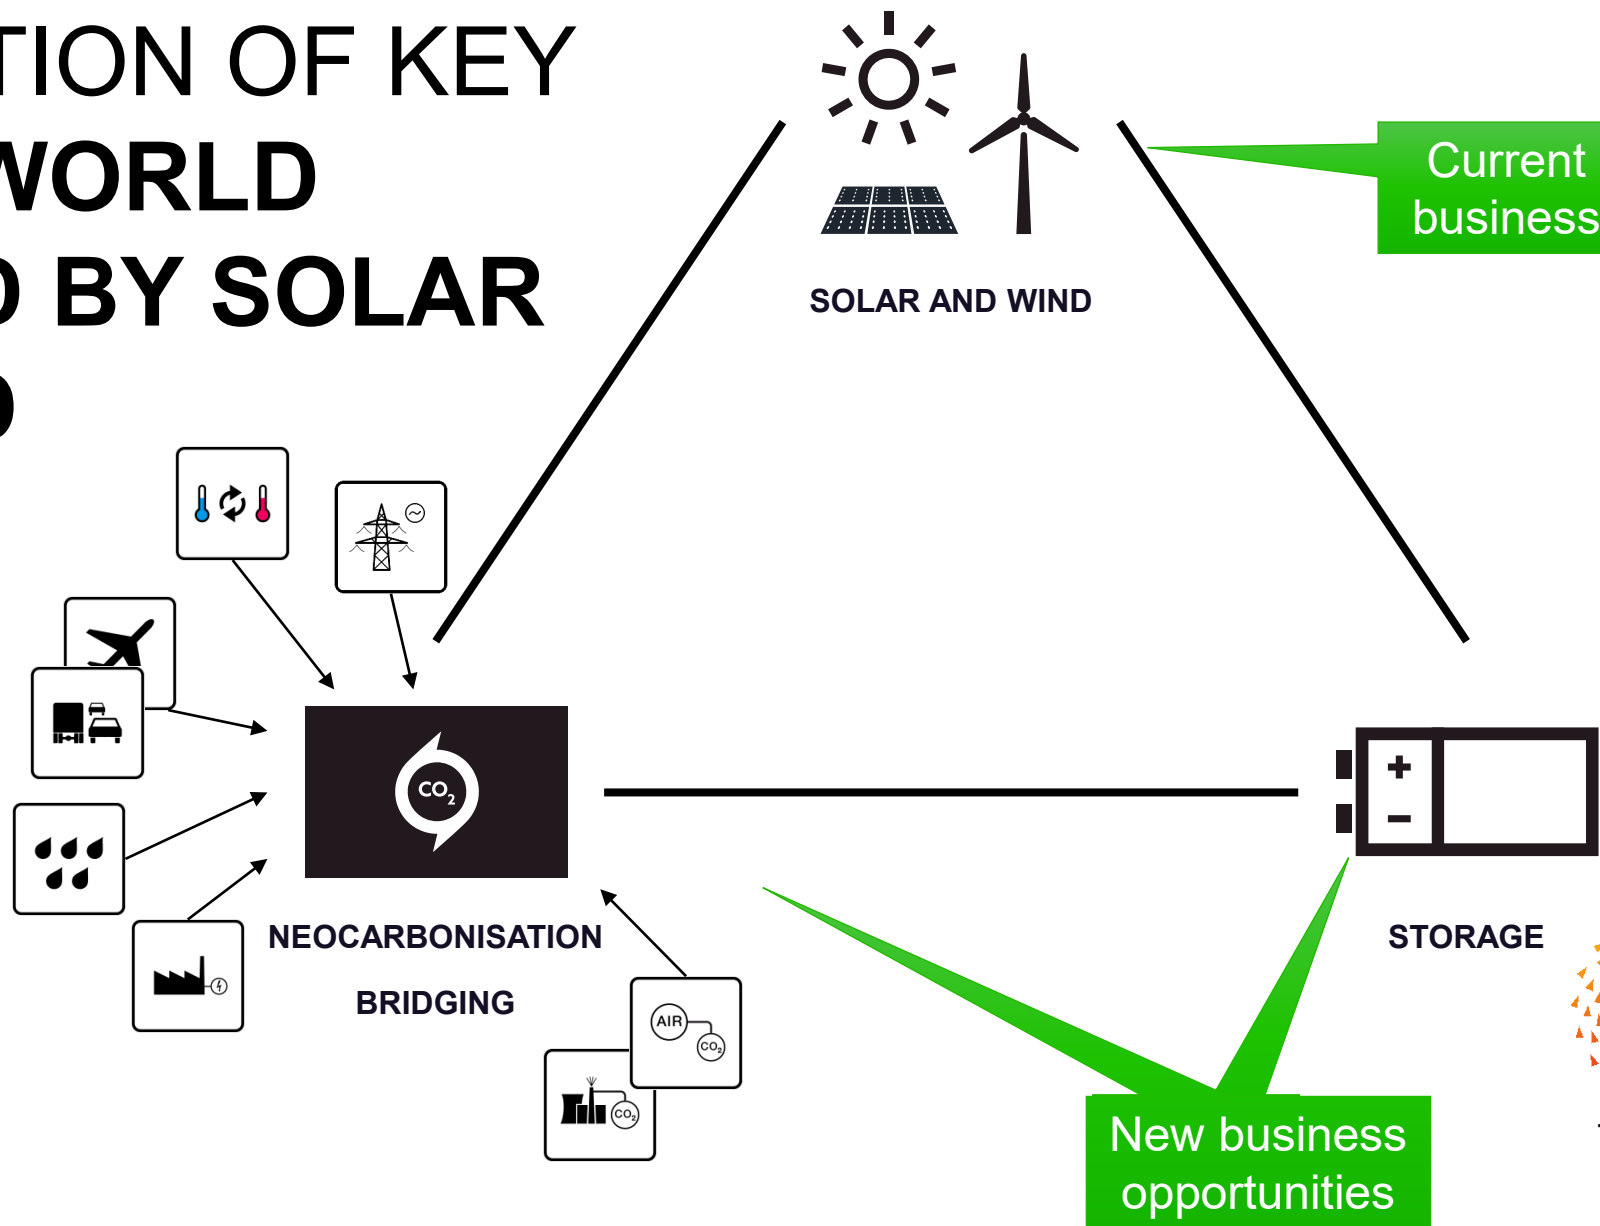 TION OF KEY
WORLD
D BY SOLAR
D
SOLAR AND WIND
Current
business
CO2
NEOCARBONISATION
BRIDGING
STORAGE
AIR
CO2
CO2
New business
opportunities